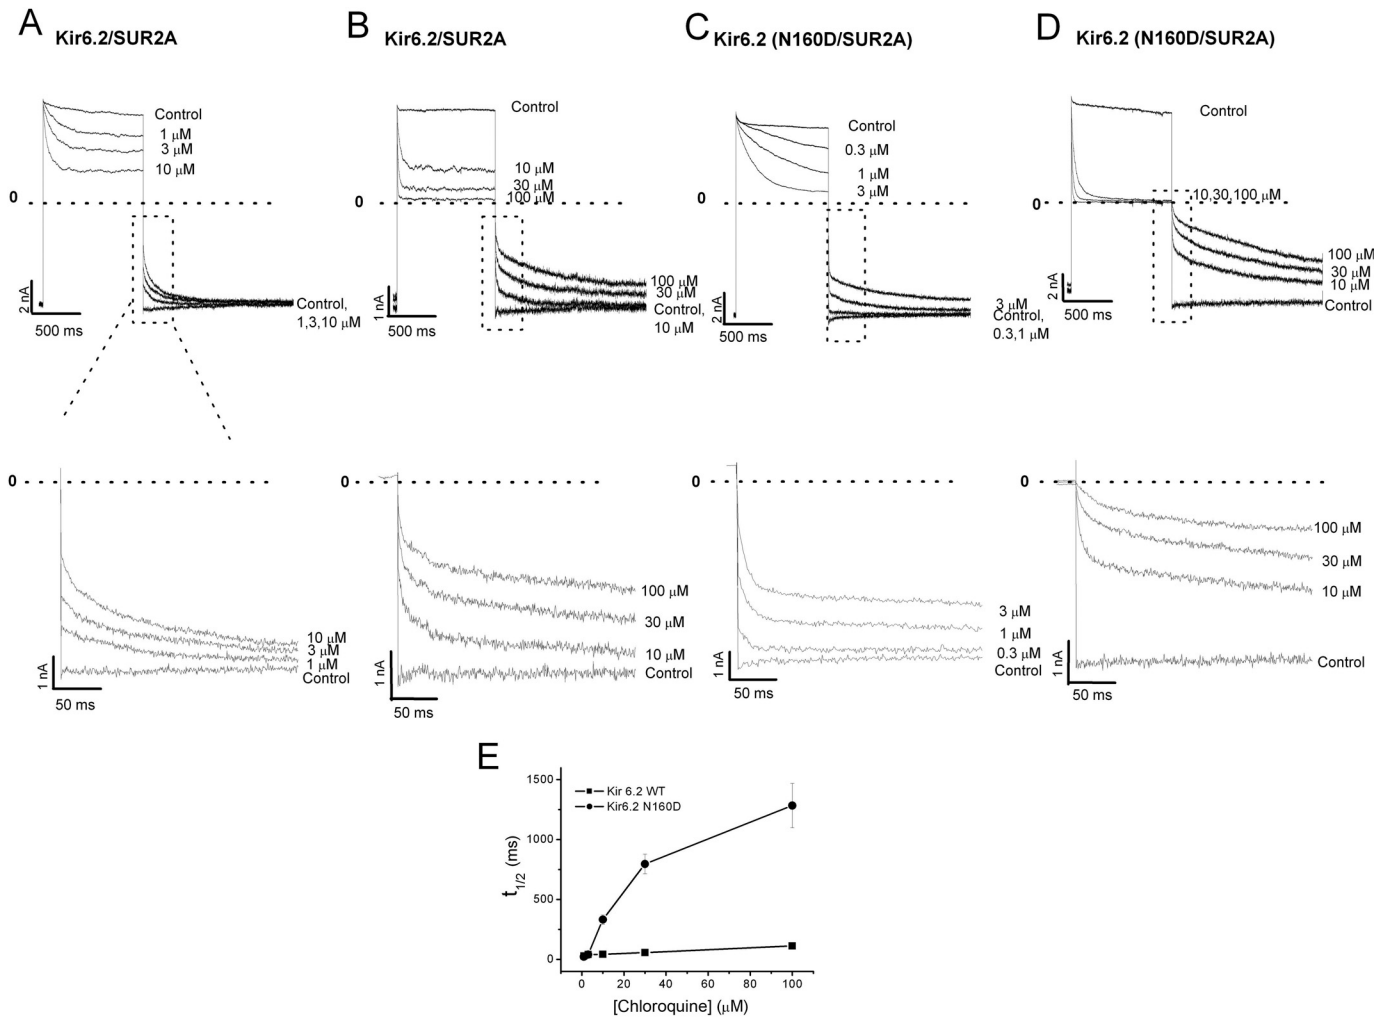 A
Kir6.2/SUR2A
Control
1 μM
3 μM
10 μM
0
2 nA
500 ms
Control,
1,3,10 μM
0
10 μM
3 μM
1 μM
Control
1 nA
50 ms
B
Kir6.2/SUR2A
Control
10 μM
30 μM
100 μM
100 μM
30 μM
Control,
10 μM
1 nA
500 ms
0
100 μM
30 μM
10 μM
Control
1 nA
50 ms
C
Kir6.2 (N160D/SUR2A)
Control
0.3 μM
1 μM
3 μM
3 μM
Control,
0.3,1 μM
2 nA
500 ms
0
3 μM
1 μM
0.3 μM
Control
1 nA
50 ms
D
Kir6.2 (N160D/SUR2A)
Control
10,30,100 μM
0
100 μM
30 μM
10 μM
Control
2 nA
500 ms
0
100 μM
30 μM
10 μM
Control
1 nA
50 ms
E
Kir 6.2 WT
Kir6.2 N160D
1500
1000
500
0
t1/2 (ms)
0 20 40 60 80 100
[Chloroquine] (μM)